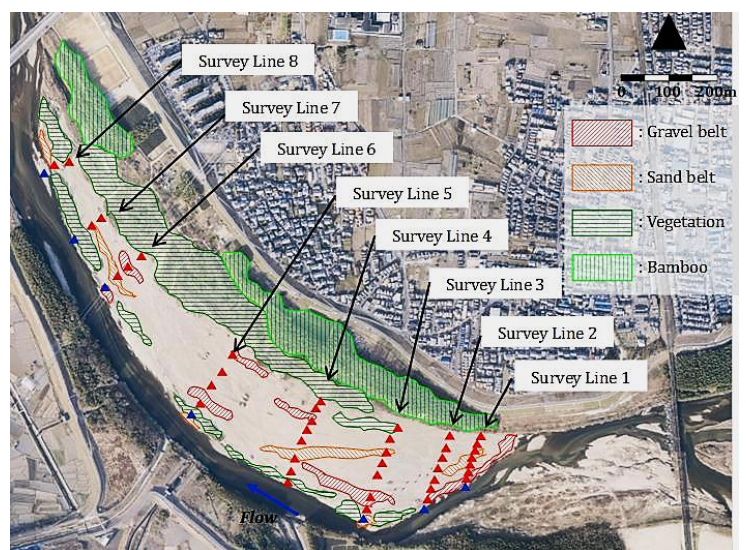 Survey Line 8
Survey Line 7
Survey Line 6
Survey Line 5
Survey Line 4
Survey Line 3
Survey Line 2
Survey Line 1
0 100 200m
: Gravel belt
: Sand belt
: Vegetation
: Bamboo
Flow